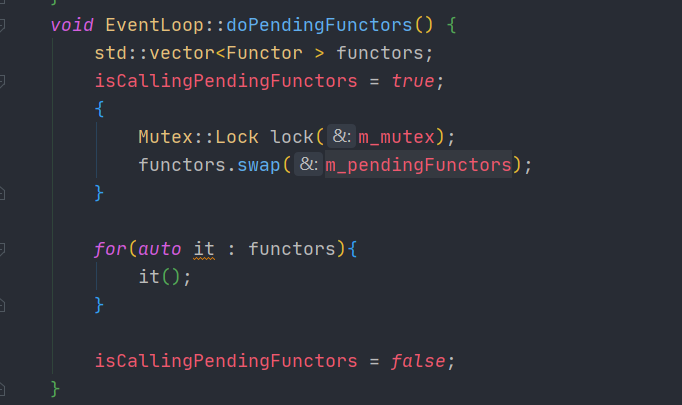 void EventLoop::doPendingFunctors() {
    std::vector<Functor > functors;
    isCallingPendingFunctors = true;
    {
        Mutex::Lock lock( &: m_mutex);
        functors.swap( &: m_pendingFunctors);
    }
    for(auto it : functors){
        it();
    }
    isCallingPendingFunctors = false;
}